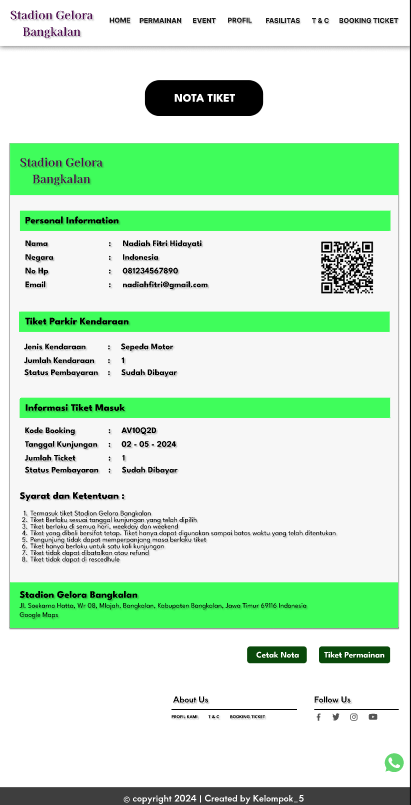 Stadion Gelora
Bangkalan
HOME PERMAINAN EVENT PROFIL FASILITAS T & C BOOKING TICKET
NOTA TIKET
Stadion Gelora
Bangkalan
Personal Information
Nama : Nadiah Fitri Hidayati
Negara : Indonesia
No Hp : 081234567890
Email : nadiahfitri@gmail.com
Tiket Parkir Kendaraan
Jenis Kendaraan : Sepeda Motor
Jumlah Kendaraan : 1
Status Pembayaran : Sudah Dibayar
Informasi Tiket Masuk
Kode Booking : AV10Q2D
Tanggal Kunjungan : 02 - 05 - 2024
Jumlah Ticket : 1
Status Pembayaran : Sudah Dibayar
Syarat dan Ketentuan :
1. Termasuk tiket Stadion Gelora Bangkalan
2. Tiket Berlaku sesuai tanggal kunjungan yang telah dipilih
3. Tiket berlaku di semua hari, weekday dan weekend
4. Tiket yang dibeli bersifat tetap. Tiket hanya dapat digunakan sampai batas waktu yang telah ditentukan
5. Pengunjung tidak dapat memperpanjang masa berlaku tiket
6. Tiket hanya berlaku untuk satu kali kunjungan
7. Tiket tidak dapat dibatalkan atau refund
8. Tiket tidak dapat di rescedhule
Stadion Gelora Bangkalan
Jl. Soekarno Hatta, Wr 08, Mlajah, Bangkalan, Kabupaten Bangkalan, Jawa Timur 69116 Indonesia
Google Maps
Cetak Nota Tiket Permainan
About Us Follow Us
PROFIL KAMI T & C BOOKING TICKET
© copyright 2024 | Created by Kelompok_5